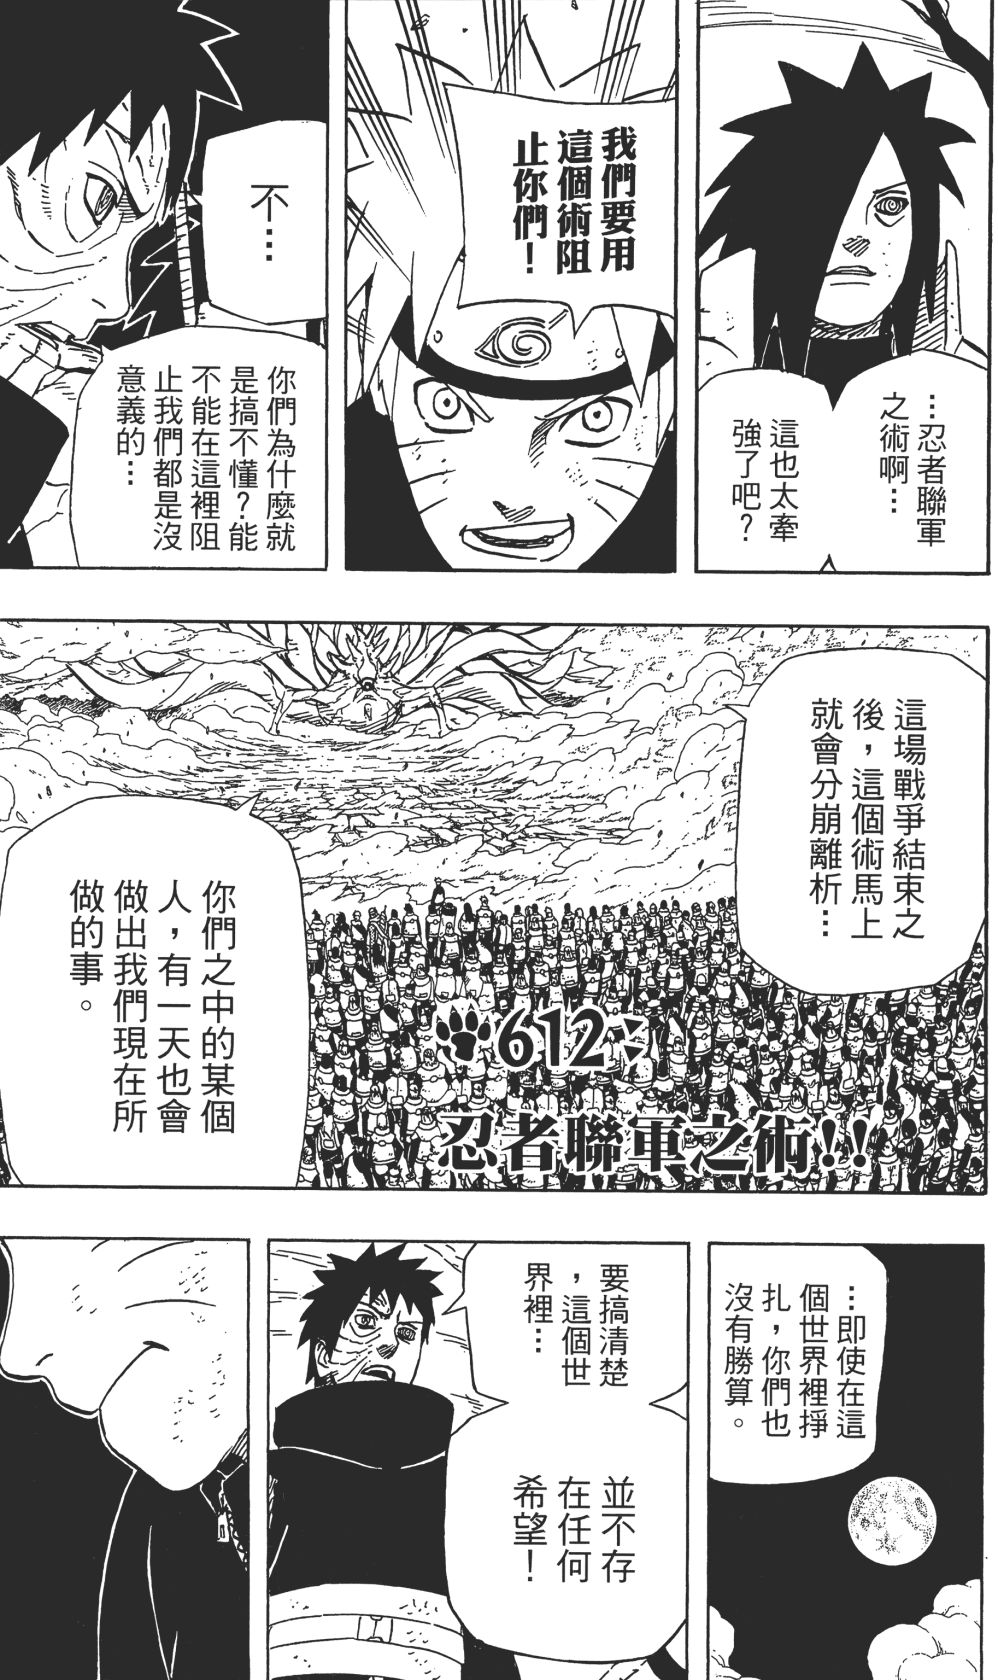 我們要用
這個術阻
止你們！
…忍者聯軍
之術啊…
這也太牽
強了吧？
不…
你們為什麼就
是搞不懂？能
不能在這裡阻
止我們都是沒
意義的…
這場戰爭結束之
後，這個術馬上
就會分崩離析…
你們之中的某個
人，有一天也會
做出我們現在所
做的事。
612：
忍者聯軍之術!!
…即使在這
個世界裡掙
扎，你們也
沒有勝算。
要搞清楚
，這個世
界裡…
並不存
在任何
希望！